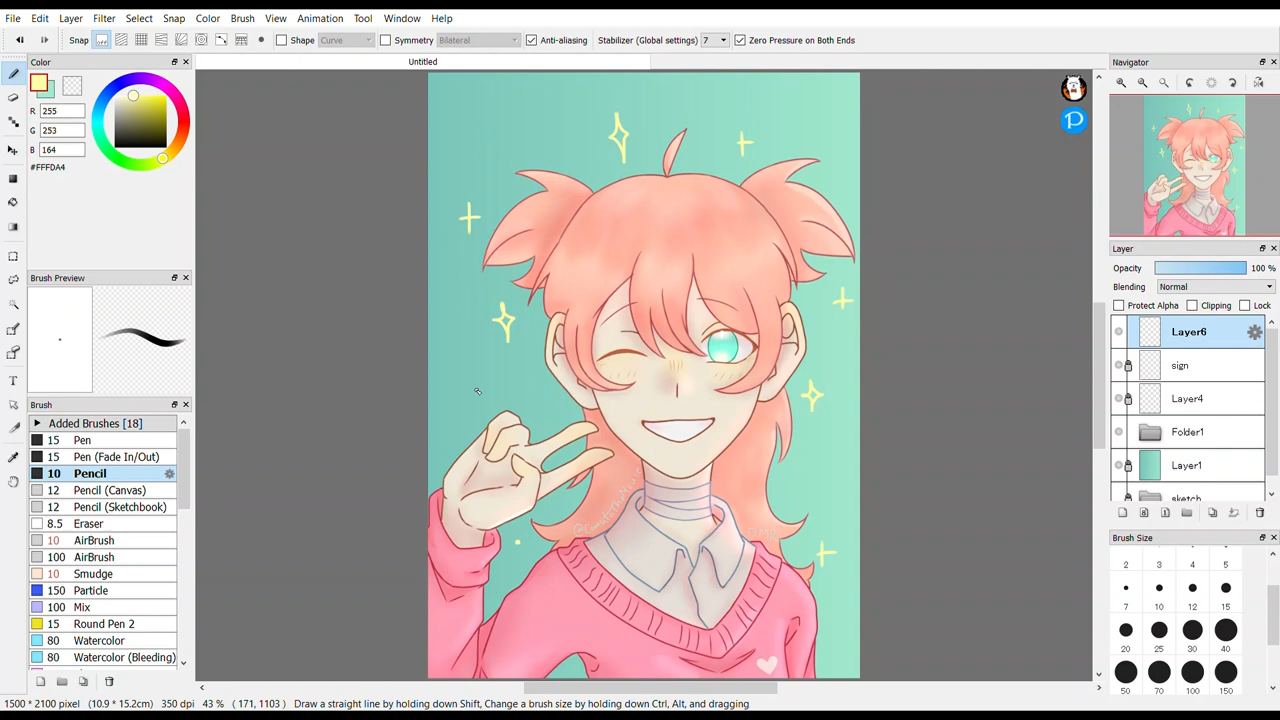 File Edit Layer Filter Select Snap Color Brush View Animation Tool Window Help
Snap off Shape Curve Symmetry Bilateral Anti-aliasing Stabilizer (Global settings) 7 Zero Pressure on Both Ends
Color
Untitled
Navigator
R 255
G 253
B 164
#FFFDA4
Brush Preview
Brush
Added Brushes [18]
15 Pen
15 Pen (Fade In/Out)
10 Pencil
12 Pencil (Canvas)
12 Pencil (Sketchbook)
8.5 Eraser
10 AirBrush
100 AirBrush
10 Smudge
150 Particle
100 Mix
15 Road Pen 2
80 Watercolor
80 Watercolor (Bleeding)
Layer
Opacity 100 %
Blending Normal
Protect Alpha Clipping Lock
Layer6
sign
Layer4
Folder1
Layer1
sketch
Brush Size
2 3 4 5
7 10 12 15
20 25 30 40
50 70 100 150
1500 * 2100 pixel (10.9 * 15.2cm) 350 dpi 43 % ( 171, 1103 ) Draw a straight line by holding down Shift, Change a brush size by holding down Ctrl, Alt, and dragging